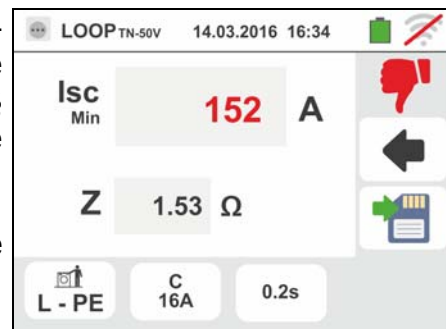 LOOP TN-50V 14.03.2016 16:34
Isc
Min
152 A
Z 1.53 Ω
L - PE
C
16A
0.2s